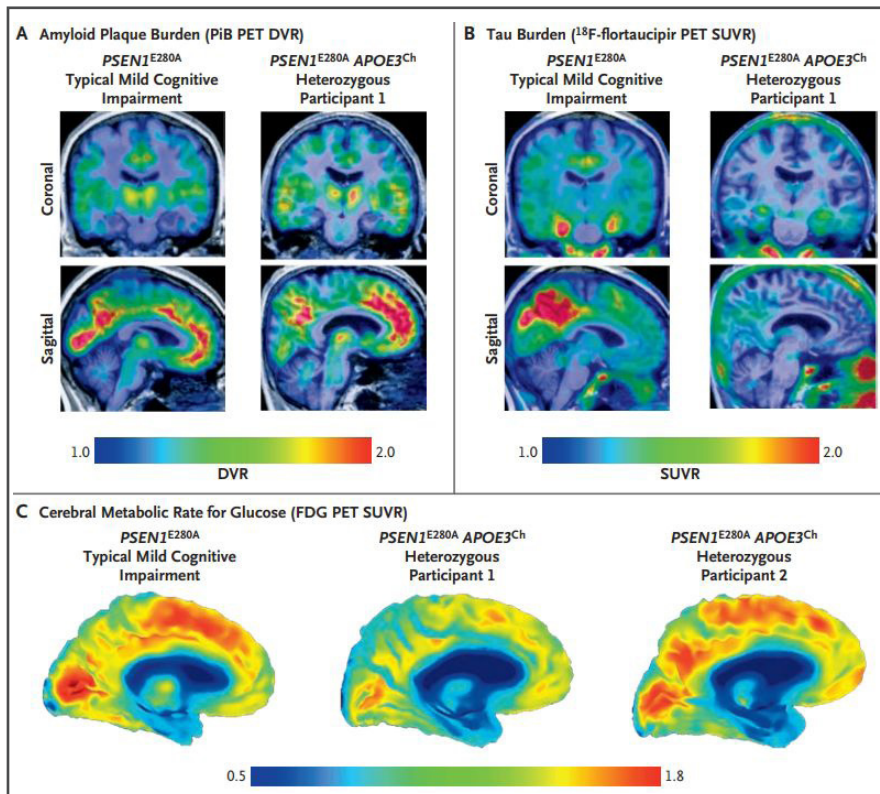 A Amyloid Plaque Burden (PiB PET DVR)
PSEN1E280A
Typical Mild Cognitive
Impairment
PSEN1E280A APOE3Ch
Heterozygous
Participant 1
Coronal
Sagittal
1.0
2.0
DVR
B Tau Burden (18F-flortaucipir PET SUVR)
PSEN1E280A
Typical Mild Cognitive
Impairment
PSEN1E280A APOE3Ch
Heterozygous
Participant 1
Coronal
Sagittal
1.0
2.0
SUVR
C Cerebral Metabolic Rate for Glucose (FDG PET SUVR)
PSEN1E280A
Typical Mild Cognitive
Impairment
PSEN1E280A APOE3Ch
Heterozygous
Participant 1
PSEN1E280A APOE3Ch
Heterozygous
Participant 2
0.5
1.8